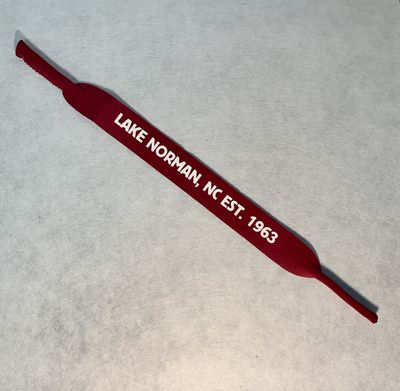 LAKE NORMAN, NC EST. 1963